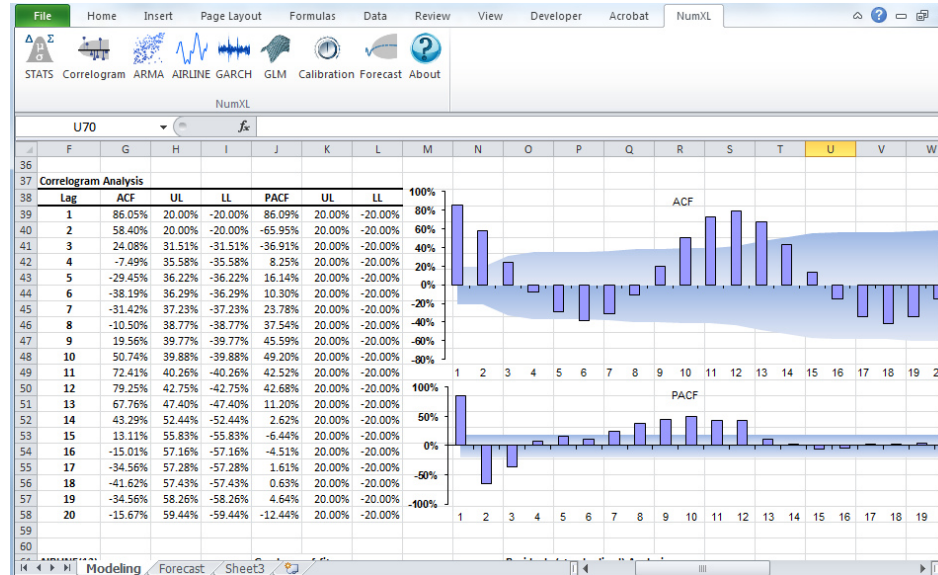 File Home Insert Page Layout Formulas Data Review View Developer Acrobat NumXL
STATS Correlogram ARMA AIRLINE GARCH GLM Calibration Forecast About
NumXL
U70 fx
F G H I J K L M N O P Q R S T U V W
36
37 Correlogram Analysis
38 Lag ACF UL LL PACF UL LL
39 1 86.05% 20.00% -20.00% 86.09% 20.00% -20.00%
40 2 58.40% 20.00% -20.00% -65.95% 20.00% -20.00%
41 3 24.08% 31.51% -31.51% -36.91% 20.00% -20.00%
42 4 -7.49% 35.58% -35.58% 8.25% 20.00% -20.00%
43 5 -29.45% 36.22% -36.22% 16.14% 20.00% -20.00%
44 6 -38.19% 36.29% -36.29% 10.30% 20.00% -20.00%
45 7 -31.42% 37.23% -37.23% 23.78% 20.00% -20.00%
46 8 -10.50% 38.77% -38.77% 37.54% 20.00% -20.00%
47 9 19.56% 39.77% -39.77% 45.59% 20.00% -20.00%
48 10 50.74% 39.88% -39.88% 49.20% 20.00% -20.00%
49 11 72.41% 40.26% -40.26% 42.52% 20.00% -20.00%
50 12 79.25% 42.75% -42.75% 42.68% 20.00% -20.00%
51 13 67.76% 47.40% -47.40% 11.20% 20.00% -20.00%
52 14 43.29% 52.44% -52.44% 2.62% 20.00% -20.00%
53 15 13.11% 55.83% -55.83% -6.44% 20.00% -20.00%
54 16 -15.01% 57.16% -57.16% -4.51% 20.00% -20.00%
55 17 -34.56% 57.28% -57.28% 1.61% 20.00% -20.00%
56 18 -41.62% 57.43% -57.43% 0.63% 20.00% -20.00%
57 19 -34.56% 58.26% -58.26% 4.64% 20.00% -20.00%
58 20 -15.67% 59.44% -59.44% -12.44% 20.00% -20.00%
59
60
ACF
100%
80%
60%
40%
20%
0%
-20%
-40%
-60%
-80%
1 2 3 4 5 6 7 8 9 10 11 12 13 14 15 16 17 18 19 2
PACF
100%
50%
0%
-50%
-100%
1 2 3 4 5 6 7 8 9 10 11 12 13 14 15 16 17 18 19
Modeling Forecast Sheet3